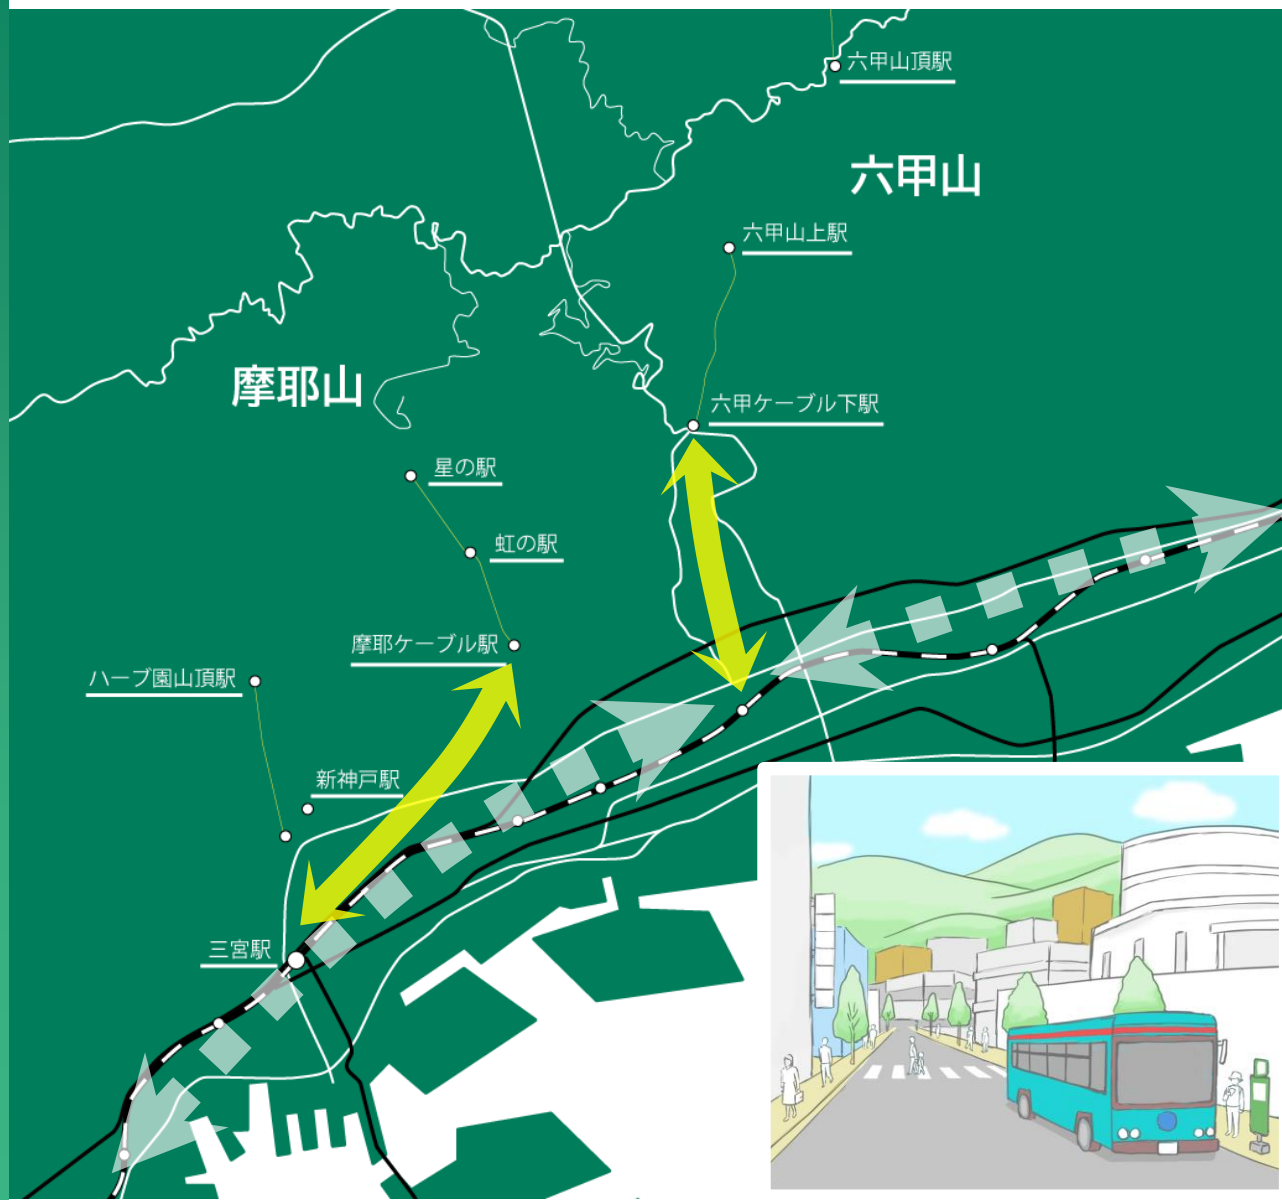 六甲山頂駅
六甲山
六甲山上駅
摩耶山
六甲ケーブル下駅
星の駅
虹の駅
摩耶ケーブル駅
ハーブ園山頂駅
新神戸駅
三宮駅